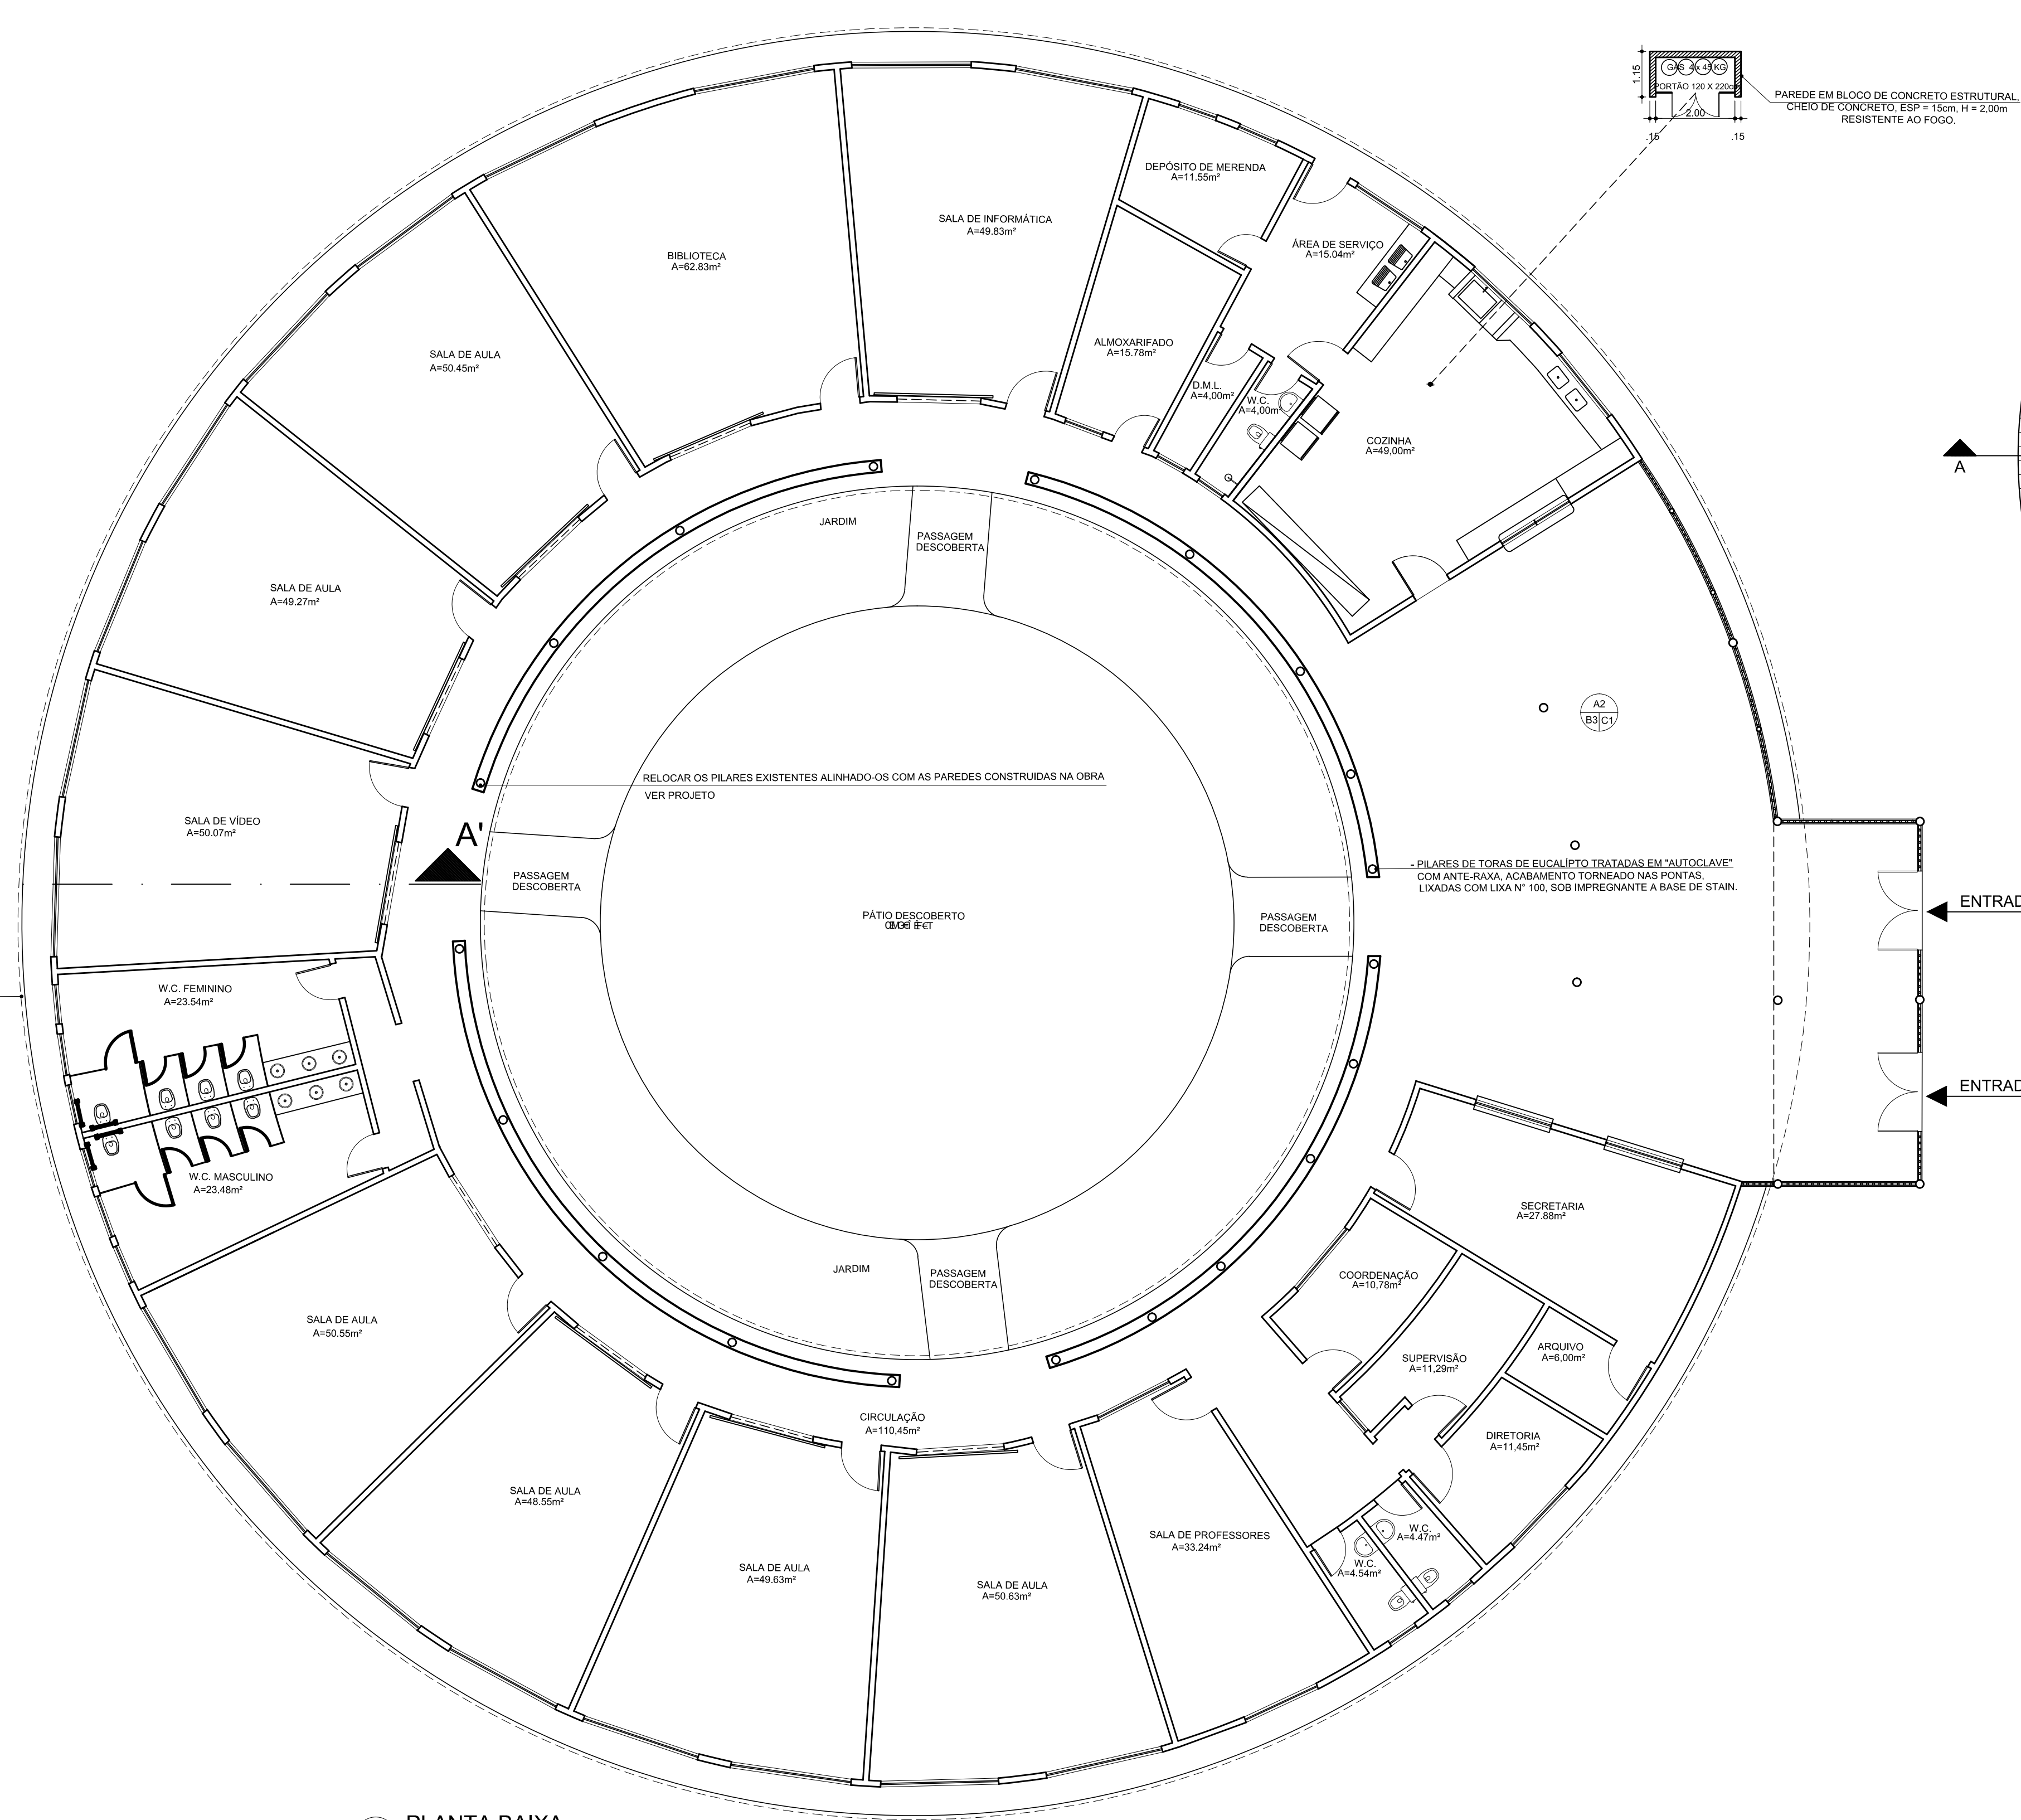 GÁS 4 x 45 KG
PORTÃO 120 X 220cm
1.15
2.00
.15
.15
PAREDE EM BLOCO DE CONCRETO ESTRUTURAL,
CHEIO DE CONCRETO, ESP = 15cm, H = 2,00m
RESISTENTE AO FOGO.
DEPÓSITO DE MERENDA
A=11.55m²
SALA DE INFORMÁTICA
A=49.83m²
ÁREA DE SERVIÇO
A=15.04m²
BIBLIOTECA
A=62.83m²
ALMOXARIFADO
A=15.78m²
SALA DE AULA
A=50.45m²
D.M.L.
A=4,00m²
W.C.
A=4,00m²
COZINHA
A=49,00m²
A
JARDIM
PASSAGEM
DESCOBERTA
SALA DE AULA
A=49.27m²
A2
B3 C1
RELOCAR OS PILARES EXISTENTES ALINHADO-OS COM AS PAREDES CONSTRUIDAS NA OBRA
VER PROJETO
SALA DE VÍDEO
A=50.07m²
A'
PASSAGEM
DESCOBERTA
- PILARES DE TORAS DE EUCALÍPTO TRATADAS EM "AUTOCLAVE"
COM ANTE-RAXA, ACABAMENTO TORNEADO NAS PONTAS,
LIXADAS COM LIXA N° 100, SOB IMPREGNANTE A BASE DE STAIN.
PÁTIO DESCOBERTO
PASSAGEM
DESCOBERTA
ENTRAD
W.C. FEMININO
A=23.54m²
ENTRAD
W.C. MASCULINO
A=23,48m²
SECRETARIA
A=27.88m²
JARDIM
PASSAGEM
DESCOBERTA
COORDENAÇÃO
A=10,78m²
SALA DE AULA
A=50.55m²
SUPERVISÃO
A=11,29m²
ARQUIVO
A=6,00m²
CIRCULAÇÃO
A=110,45m²
DIRETORIA
A=11,45m²
SALA DE AULA
A=48.55m²
SALA DE PROFESSORES
A=33.24m²
W.C.
A=4.47m²
W.C.
A=4.54m²
SALA DE AULA
A=49.63m²
SALA DE AULA
A=50.63m²
PLANTA BAIXA